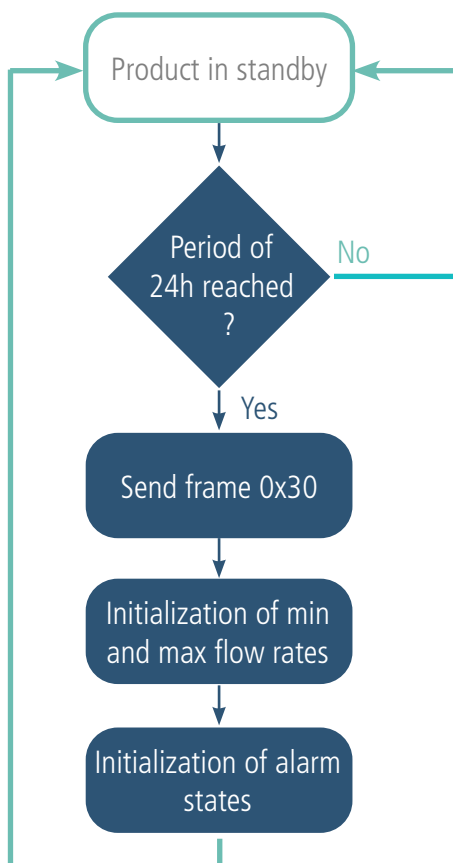 Product in standby
Period of
24h reached
?
No
Yes
Send frame 0x30
Initialization of min
and max flow rates
Initialization of alarm
states